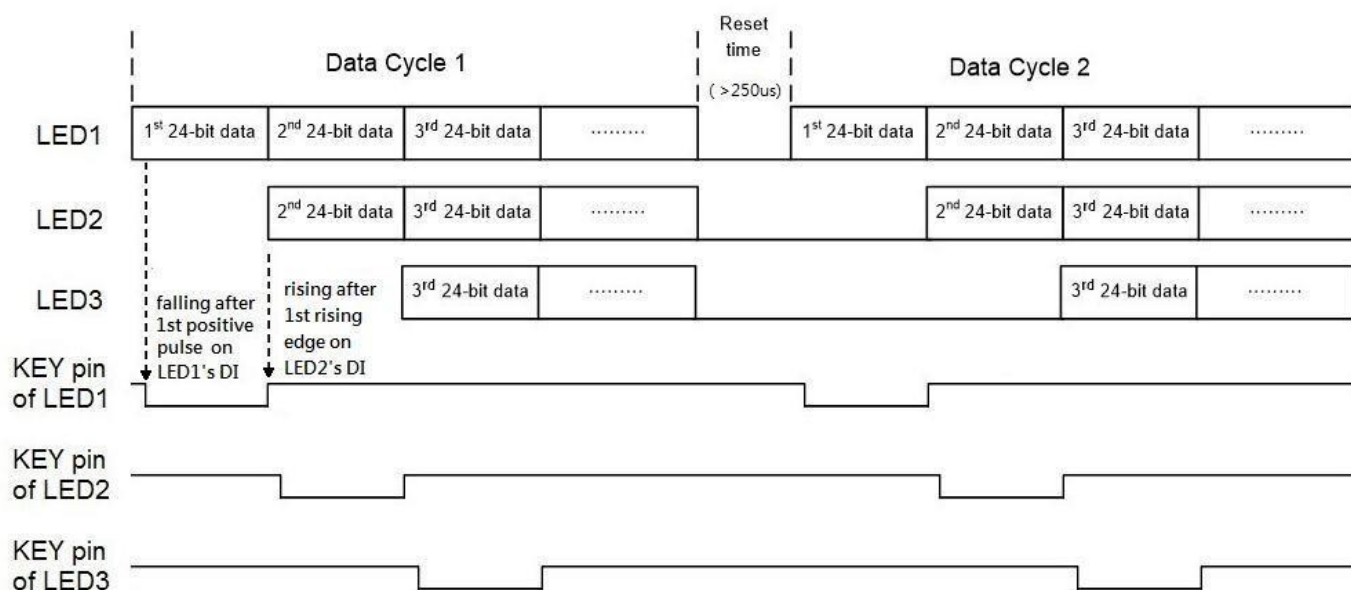 Reset
time
Data Cycle 1
Data Cycle 2
( >250us)
LED1
1st 24-bit data
2nd 24-bit data
3rd 24-bit data
·········
1st 24-bit data
2nd 24-bit data
3rd 24-bit data
·········
LED2
2nd 24-bit data
3rd 24-bit data
·········
2nd 24-bit data
3rd 24-bit data
·········
LED3
3rd 24-bit data
·········
3rd 24-bit data
·········
falling after
1st positive
pulse on
LED1's DI
rising after
1st rising
edge on
LED2's DI
KEY pin
of LED1
KEY pin
of LED2
KEY pin
of LED3